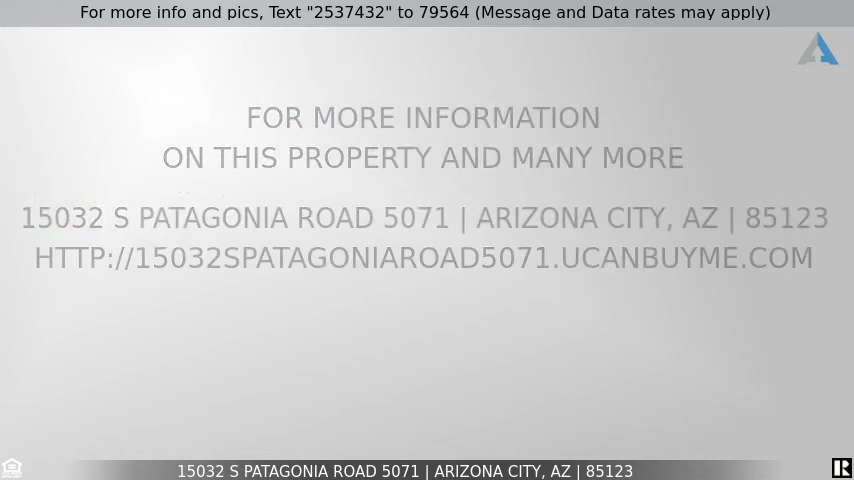 For more info and pics, Text "2537432" to 79564 (Message and Data rates may apply)
FOR MORE INFORMATION
ON THIS PROPERTY AND MANY MORE
15032 S PATAGONIA ROAD 5071 | ARIZONA CITY, AZ | 85123
HTTP://15032SPATAGONIAROAD5071.UCANBUYME.COM
15032 S PATAGONIA ROAD 5071 | ARIZONA CITY, AZ | 85123